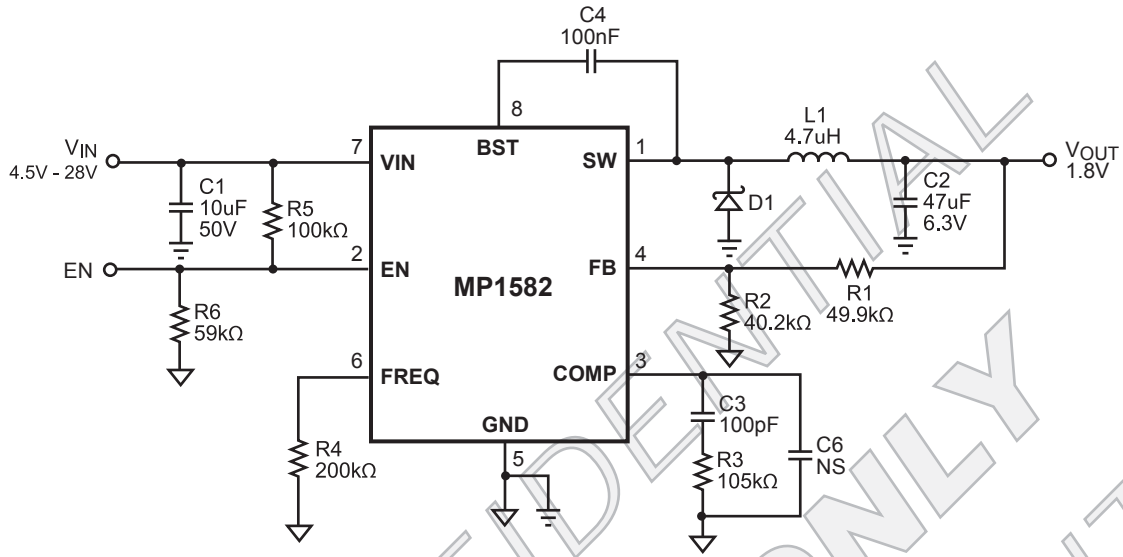 C4
100nF
8
VIN
4.5V - 28V
7
VIN
BST
SW
1
L1
4.7uH
VOUT
1.8V
C1
10uF
50V
R5
100kΩ
D1
C2
47uF
6.3V
EN
2
EN
MP1582
FB
4
R1
49.9kΩ
R2
40.2kΩ
R6
59kΩ
6
FREQ
COMP
3
GND
5
R4
200kΩ
C3
100pF
R3
105kΩ
C6
NS
FIDENTIAL
ONLY